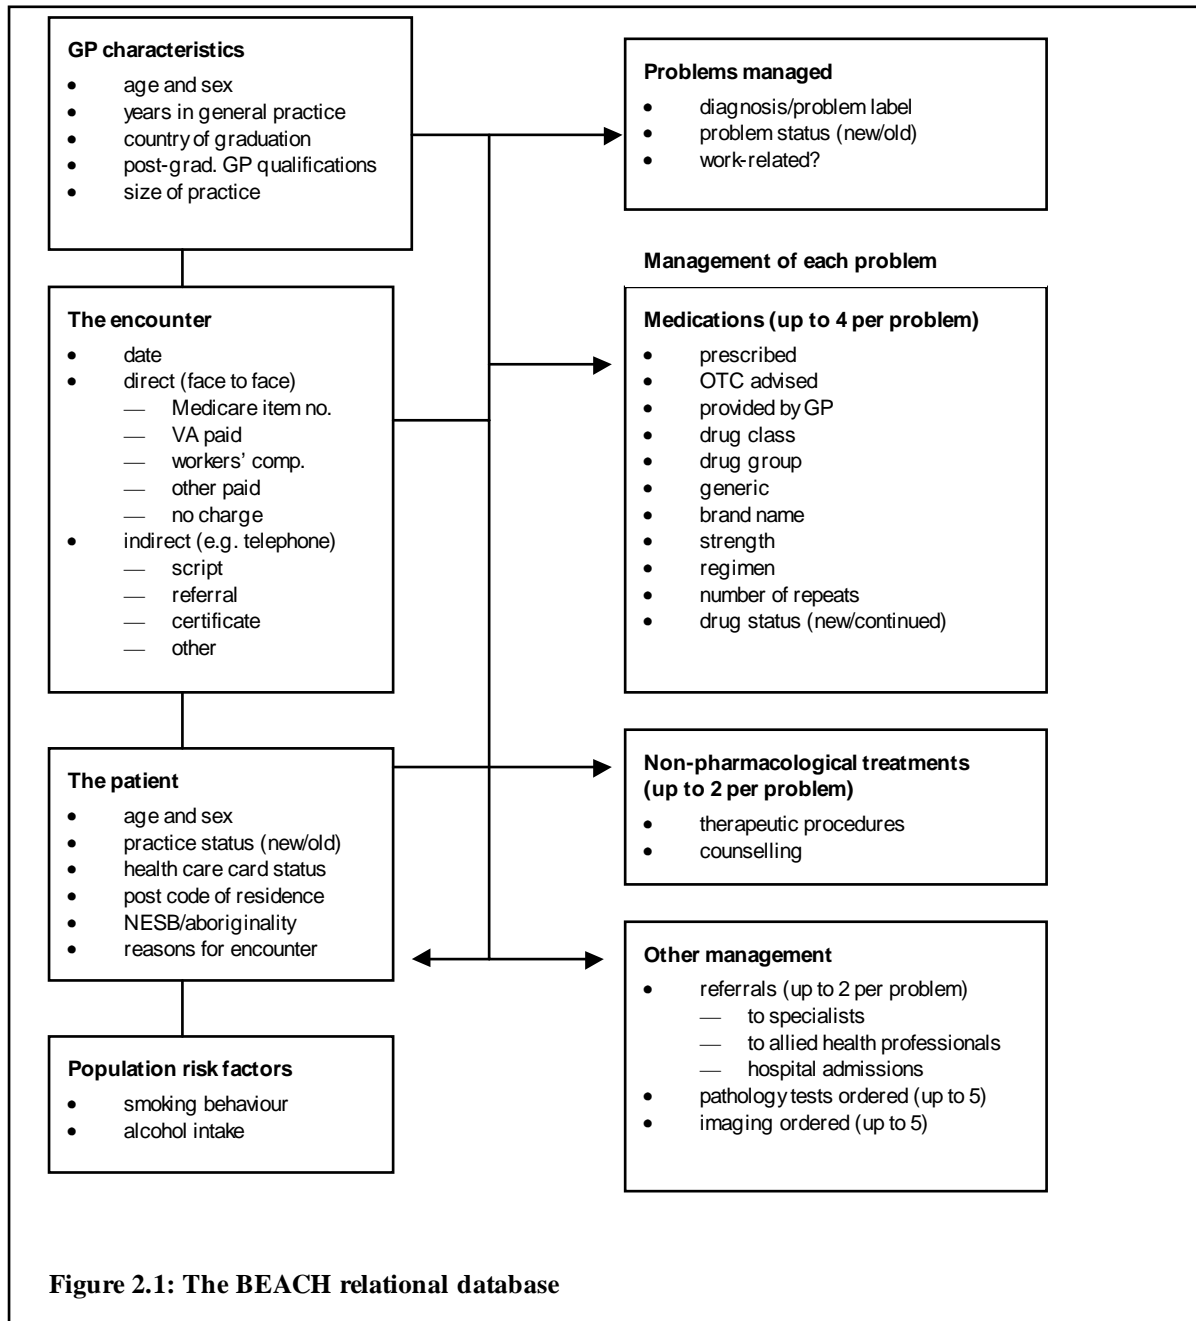 GP characteristics
• age and sex
• years in general practice
• country of graduation
• post-grad. GP qualifications
• size of practice
The encounter
• date
• direct (face to face)
— Medicare item no.
— VA paid
— workers' comp.
— other paid
— no charge
• indirect (e.g. telephone)
— script
— referral
— certificate
— other
The patient
• age and sex
• practice status (new/old)
• health care card status
• post code of residence
• NESB/aboriginality
• reasons for encounter
Population risk factors
• smoking behaviour
• alcohol intake
Problems managed
• diagnosis/problem label
• problem status (new/old)
• work-related?
Management of each problem
Medications (up to 4 per problem)
• prescribed
• OTC advised
• provided by GP
• drug class
• drug group
• generic
• brand name
• strength
• regimen
• number of repeats
• drug status (new/continued)
Non-pharmacological treatments
(up to 2 per problem)
• therapeutic procedures
• counselling
Other management
• referrals (up to 2 per problem)
— to specialists
— to allied health professionals
— hospital admissions
• pathology tests ordered (up to 5)
• imaging ordered (up to 5)
Figure 2.1: The BEACH relational database